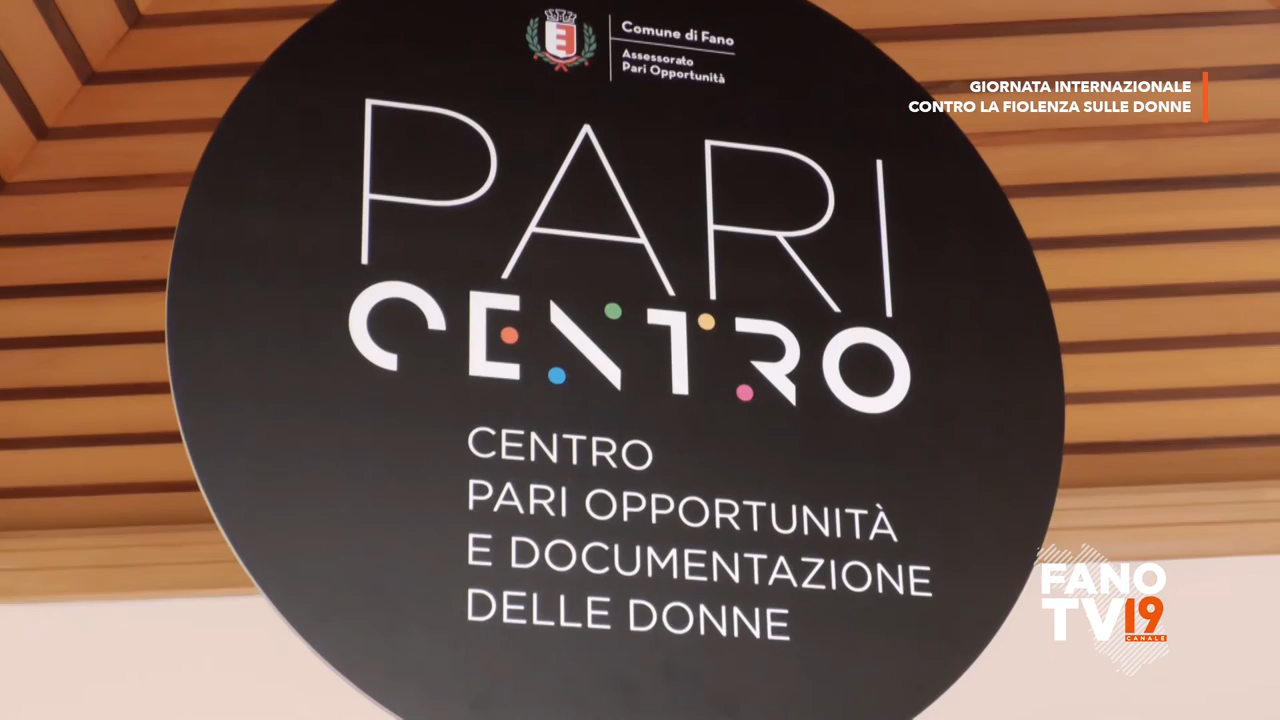 Comune di Fano
Assessorato
Pari Opportunità
GIORNATA INTERNAZIONALE
CONTRO LA FIOLENZA SULLE DONNE
PARI
CENTRO
CENTRO
PARI OPPORTUNITÀ
E DOCUMENTAZIONE
DELLE DONNE
FANO
TV19
CANALE